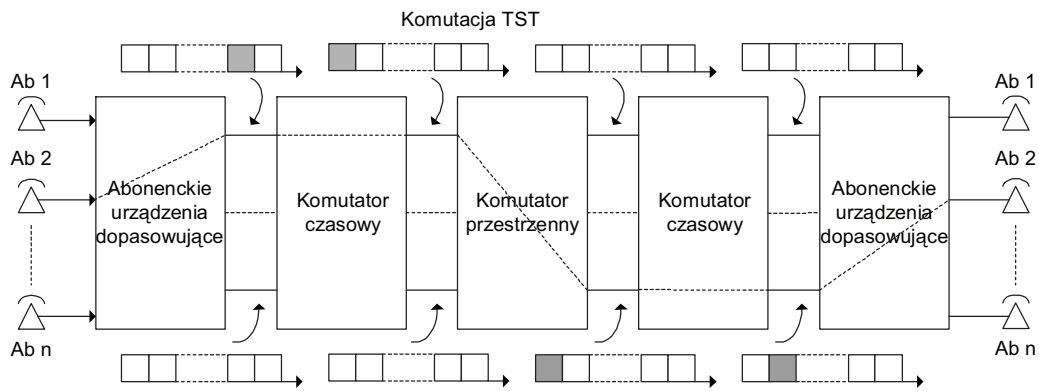 Komutacja TST
Ab 1
Ab 1
Ab 2
Ab 2
Abonenckie
urządzenia
dopasowujące
Komutator
czasowy
Komutator
przestrzenny
Komutator
czasowy
Abonenckie
urządzenia
dopasowujące
Ab n
Ab n